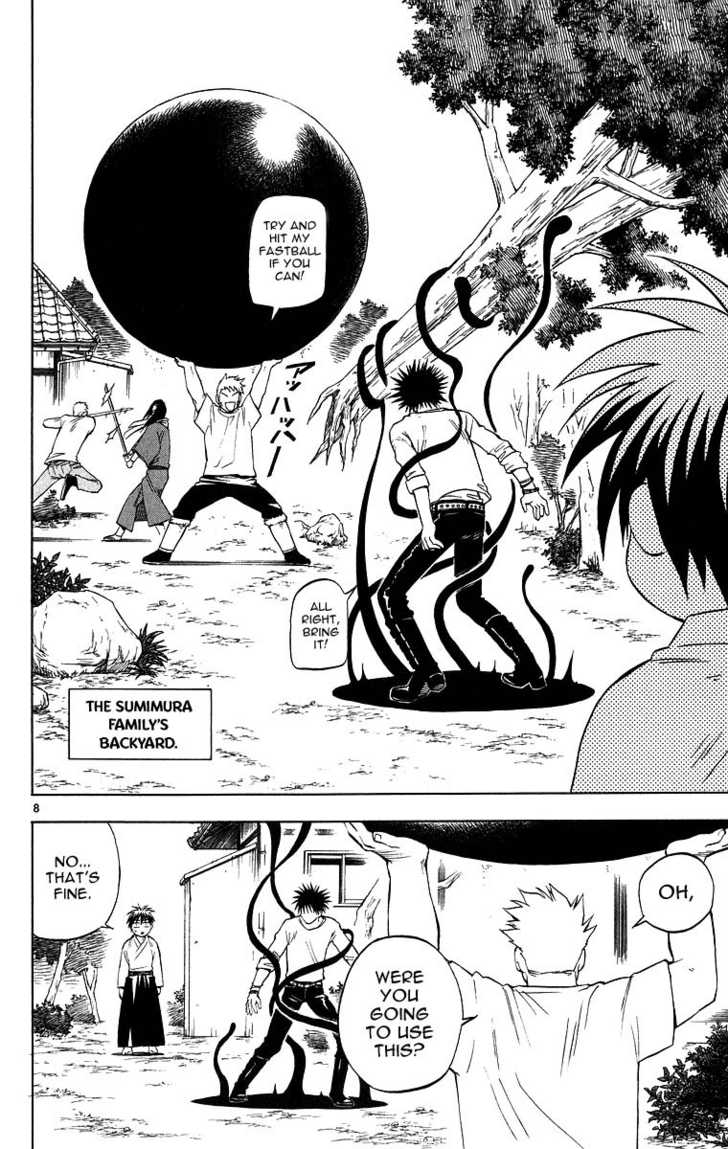 TRY AND
HIT MY
FASTBALL
IF YOU
CAN!
アッハッハー
ALL
RIGHT,
BRING
IT!
THE SUMIMURA
FAMILY'S
BACKYARD.
8
OH,
WERE
YOU
GOING
TO USE
THIS?
NO...
THAT'S
FINE.